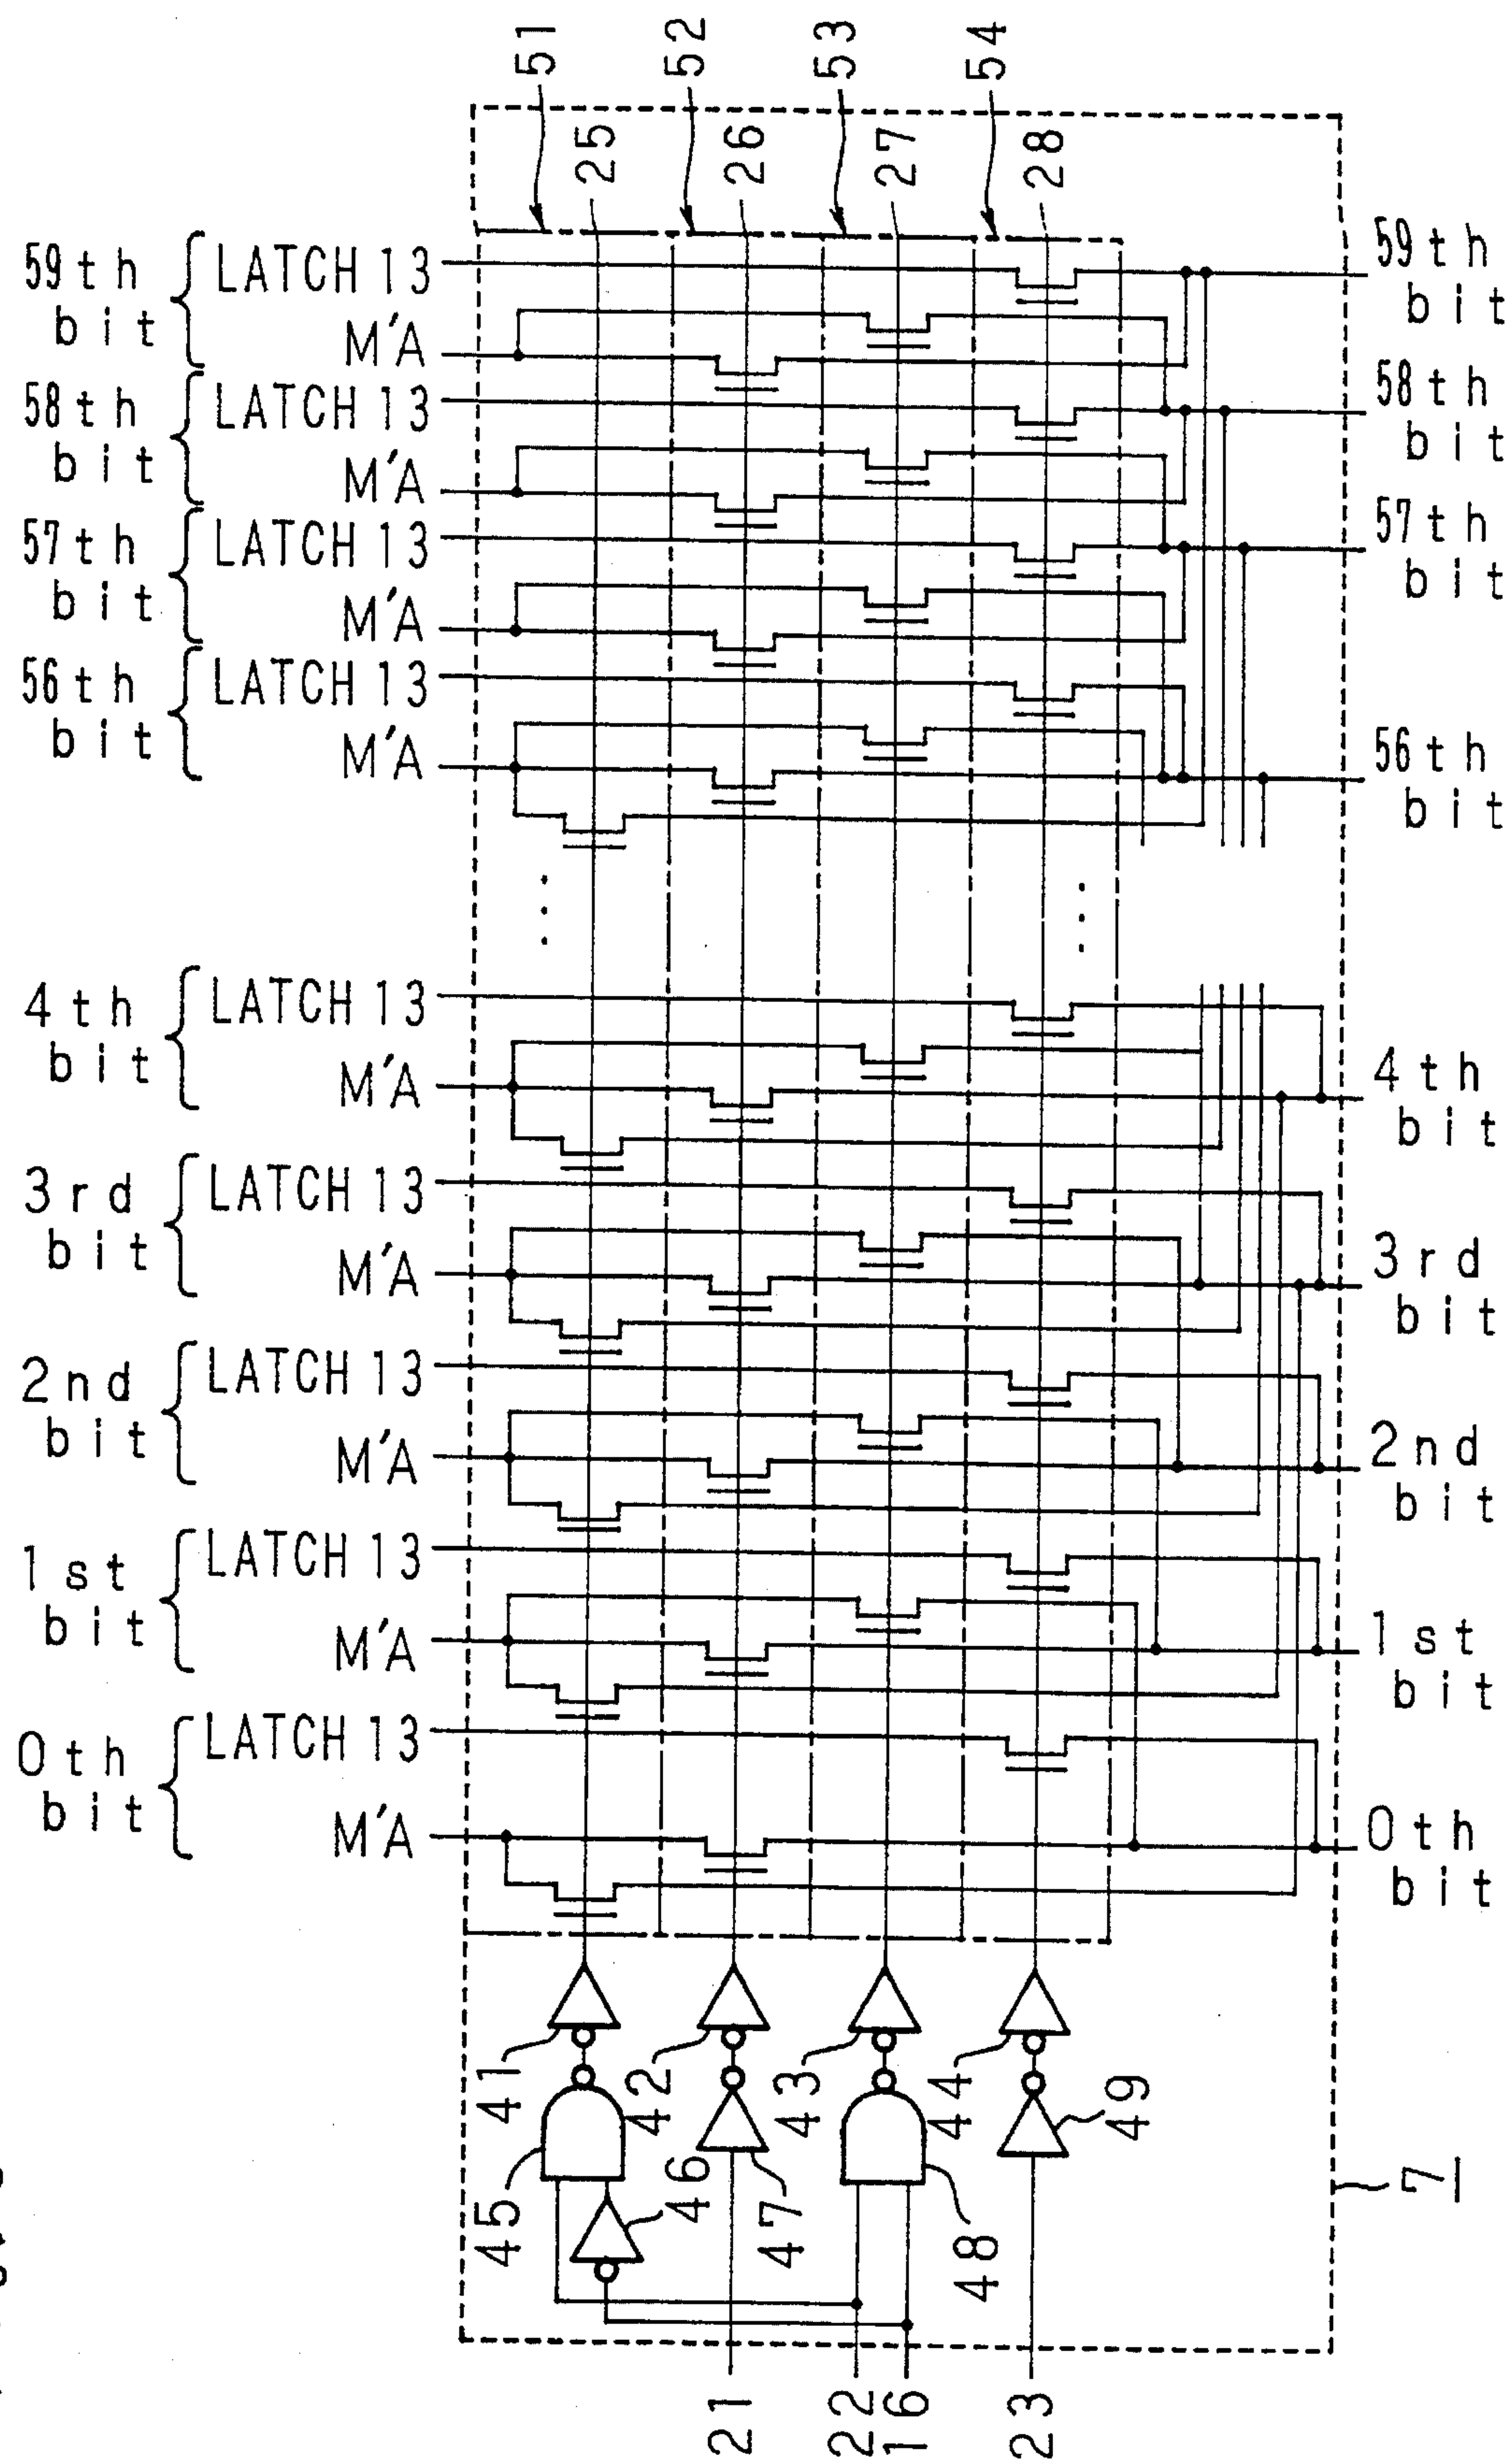 59th
bit
LATCH 13
M'A
58th
bit
LATCH 13
M'A
57th
bit
LATCH 13
M'A
56th
bit
LATCH 13
M'A
4th
bit
LATCH 13
M'A
3rd
bit
LATCH 13
M'A
2nd
bit
LATCH 13
M'A
1st
bit
LATCH 13
M'A
0th
bit
LATCH 13
M'A
51
52
53
54
25
26
27
28
59th
bit
58th
bit
57th
bit
56th
bit
4th
bit
3rd
bit
2nd
bit
1st
bit
0th
bit
41
42
43
44
45
46
47
48
49
21
22
16
23
71